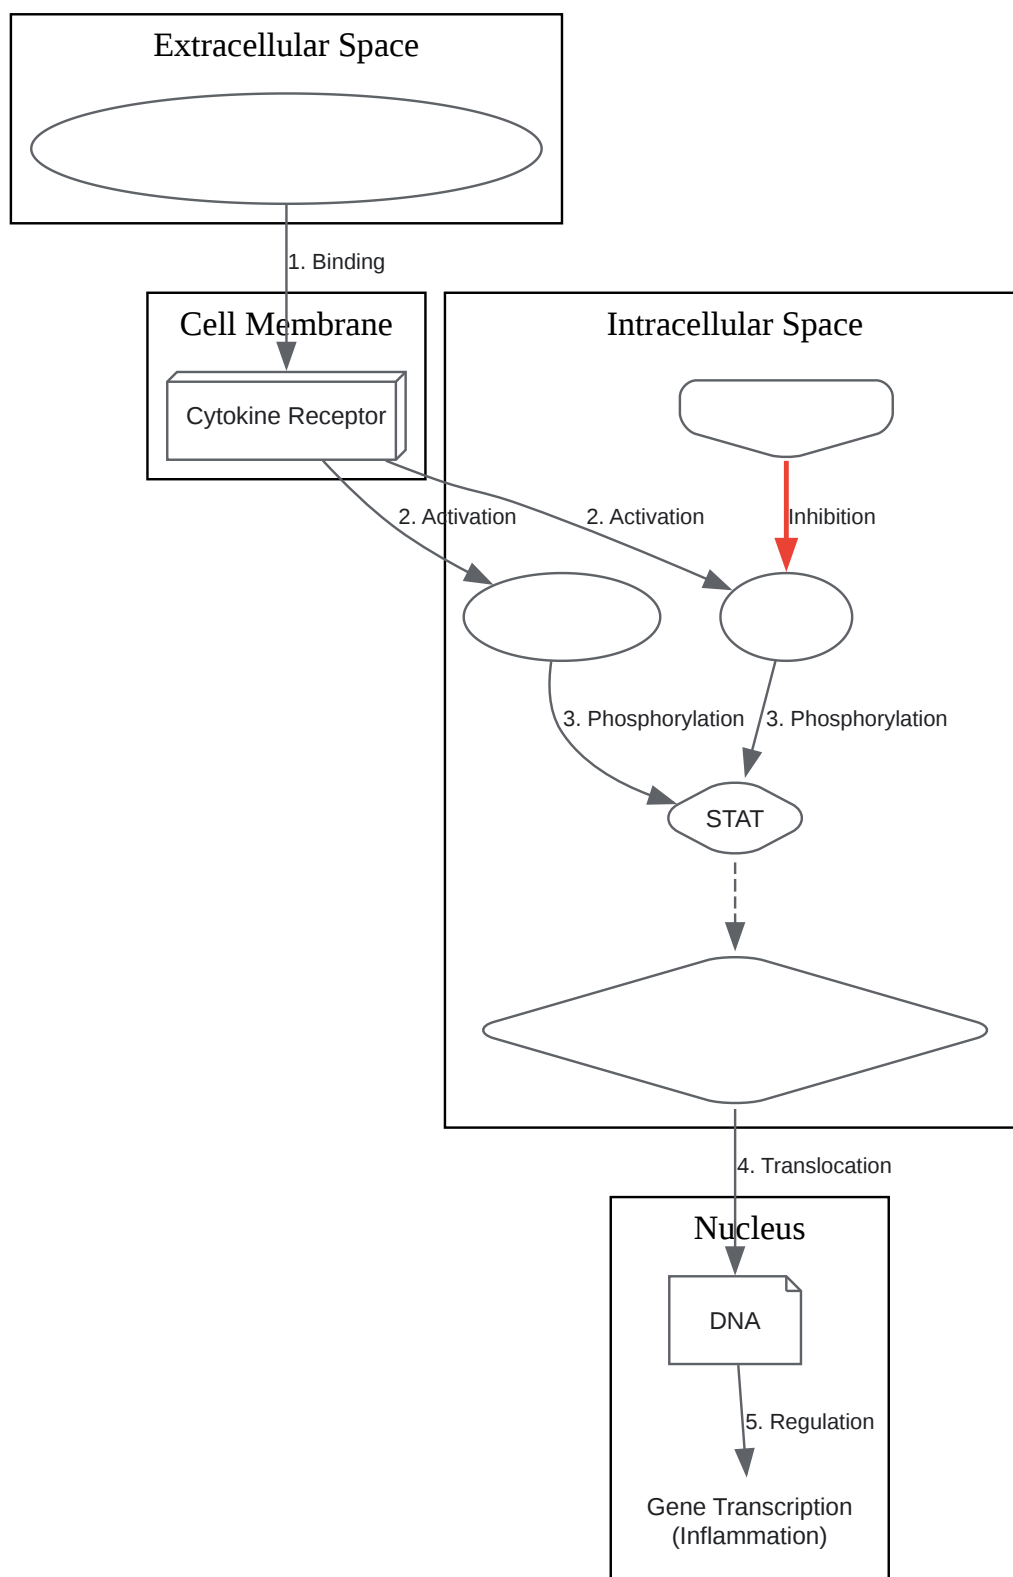 Extracellular Space
1. Binding
Cell Membrane
Intracellular Space
Cytokine Receptor
2. Activation
2. Activation
Inhibition
3. Phosphorylation
3. Phosphorylation
STAT
4. Translocation
Nucleus
DNA
5. Regulation
Gene Transcription
(Inflammation)